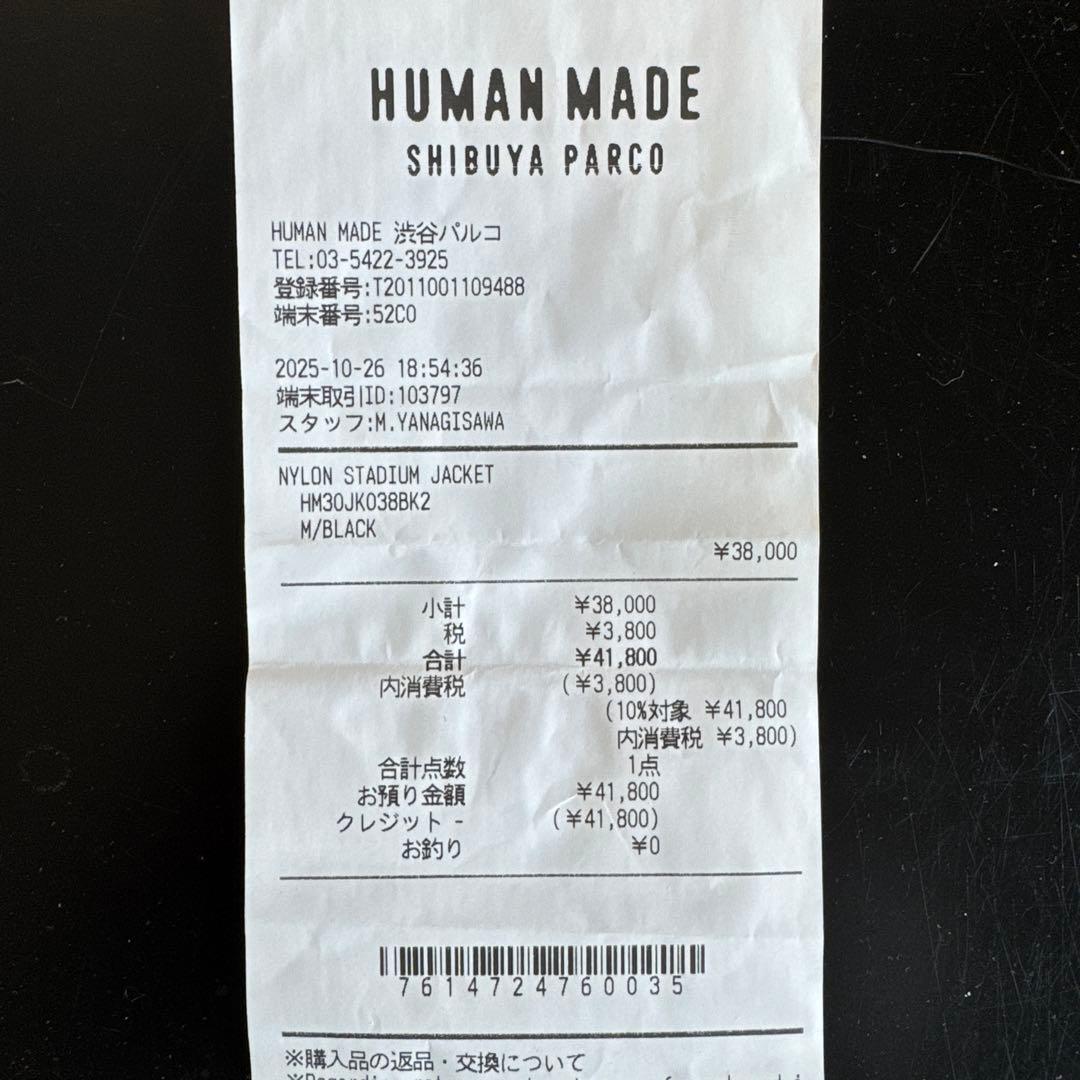 HUMAN MADE
SHIBUYA PARCO
HUMAN MADE 渋谷パルコ
TEL:03-5422-3925
登録番号:T2011001109488
端末番号:52C0
2025-10-26 18:54:36
端末取引ID:103797
スタッフ:M.YANAGISAWA
NYLON STADIUM JACKET
HM30JK038BK2
M/BLACK
¥38,000
小計 ¥38,000
税 ¥3,800
合計 ¥41,800
内消費税 (¥3,800)
(10%対象 ¥41,800
内消費税 ¥3,800)
合計点数 1点
お預り金額 ¥41,800
クレジット - (¥41,800)
お釣り ¥0
7614724760035
※購入品の返品・交換について